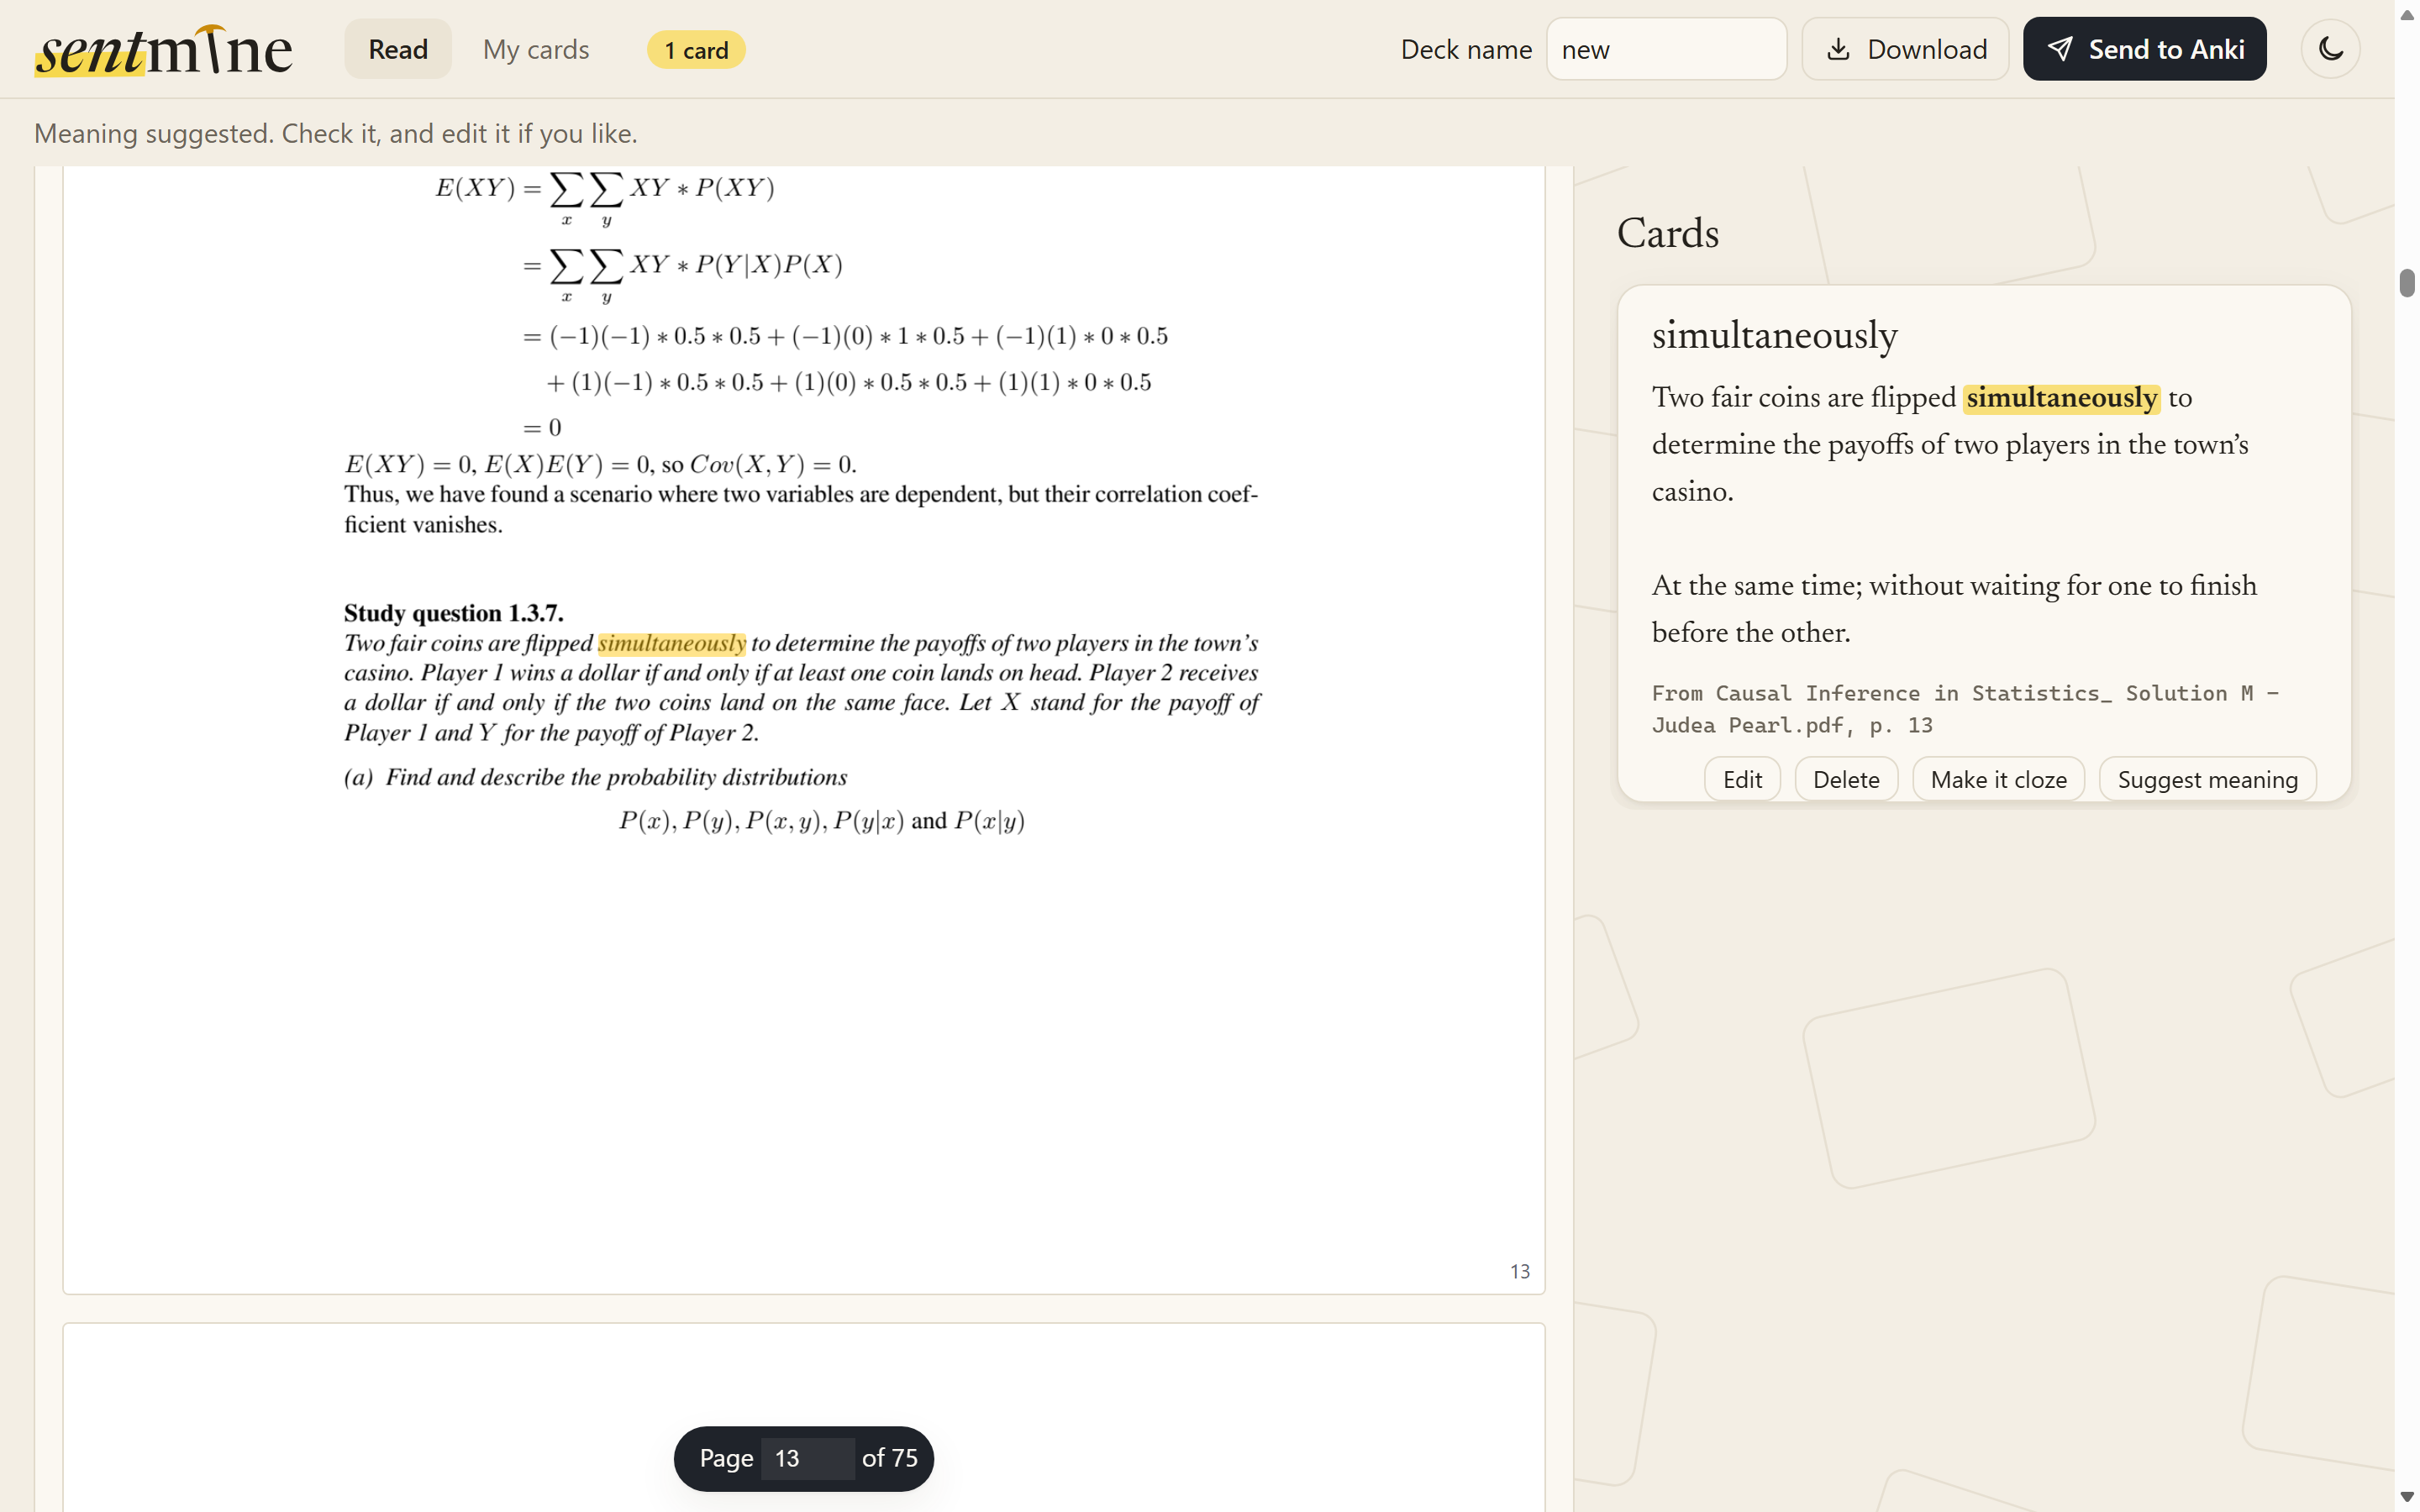 sentmine
Read
My cards
1 card
Deck name
new
Download
Send to Anki
Meaning suggested. Check it, and edit it if you like.
E(XY) = ∑x ∑y XY ∗ P(XY)
= ∑x ∑y XY ∗ P(Y|X)P(X)
= (−1)(−1) ∗ 0.5 ∗ 0.5 + (−1)(0) ∗ 1 ∗ 0.5 + (−1)(1) ∗ 0 ∗ 0.5
+ (1)(−1) ∗ 0.5 ∗ 0.5 + (1)(0) ∗ 0.5 ∗ 0.5 + (1)(1) ∗ 0 ∗ 0.5
= 0
E(XY) = 0, E(X)E(Y) = 0, so Cov(X, Y) = 0.
Thus, we have found a scenario where two variables are dependent, but their correlation coef-
ficient vanishes.
Study question 1.3.7.
Two fair coins are flipped simultaneously to determine the payoffs of two players in the town’s
casino. Player 1 wins a dollar if and only if at least one coin lands on head. Player 2 receives
a dollar if and only if the two coins land on the same face. Let X stand for the payoff of
Player 1 and Y for the payoff of Player 2.
(a) Find and describe the probability distributions
P(x), P(y), P(x, y), P(y|x) and P(x|y)
13
Page 13 of 75
Cards
simultaneously
Two fair coins are flipped simultaneously to
determine the payoffs of two players in the town’s
casino.
At the same time; without waiting for one to finish
before the other.
From Causal Inference in Statistics_ Solution M –
Judea Pearl.pdf, p. 13
Edit
Delete
Make it cloze
Suggest meaning